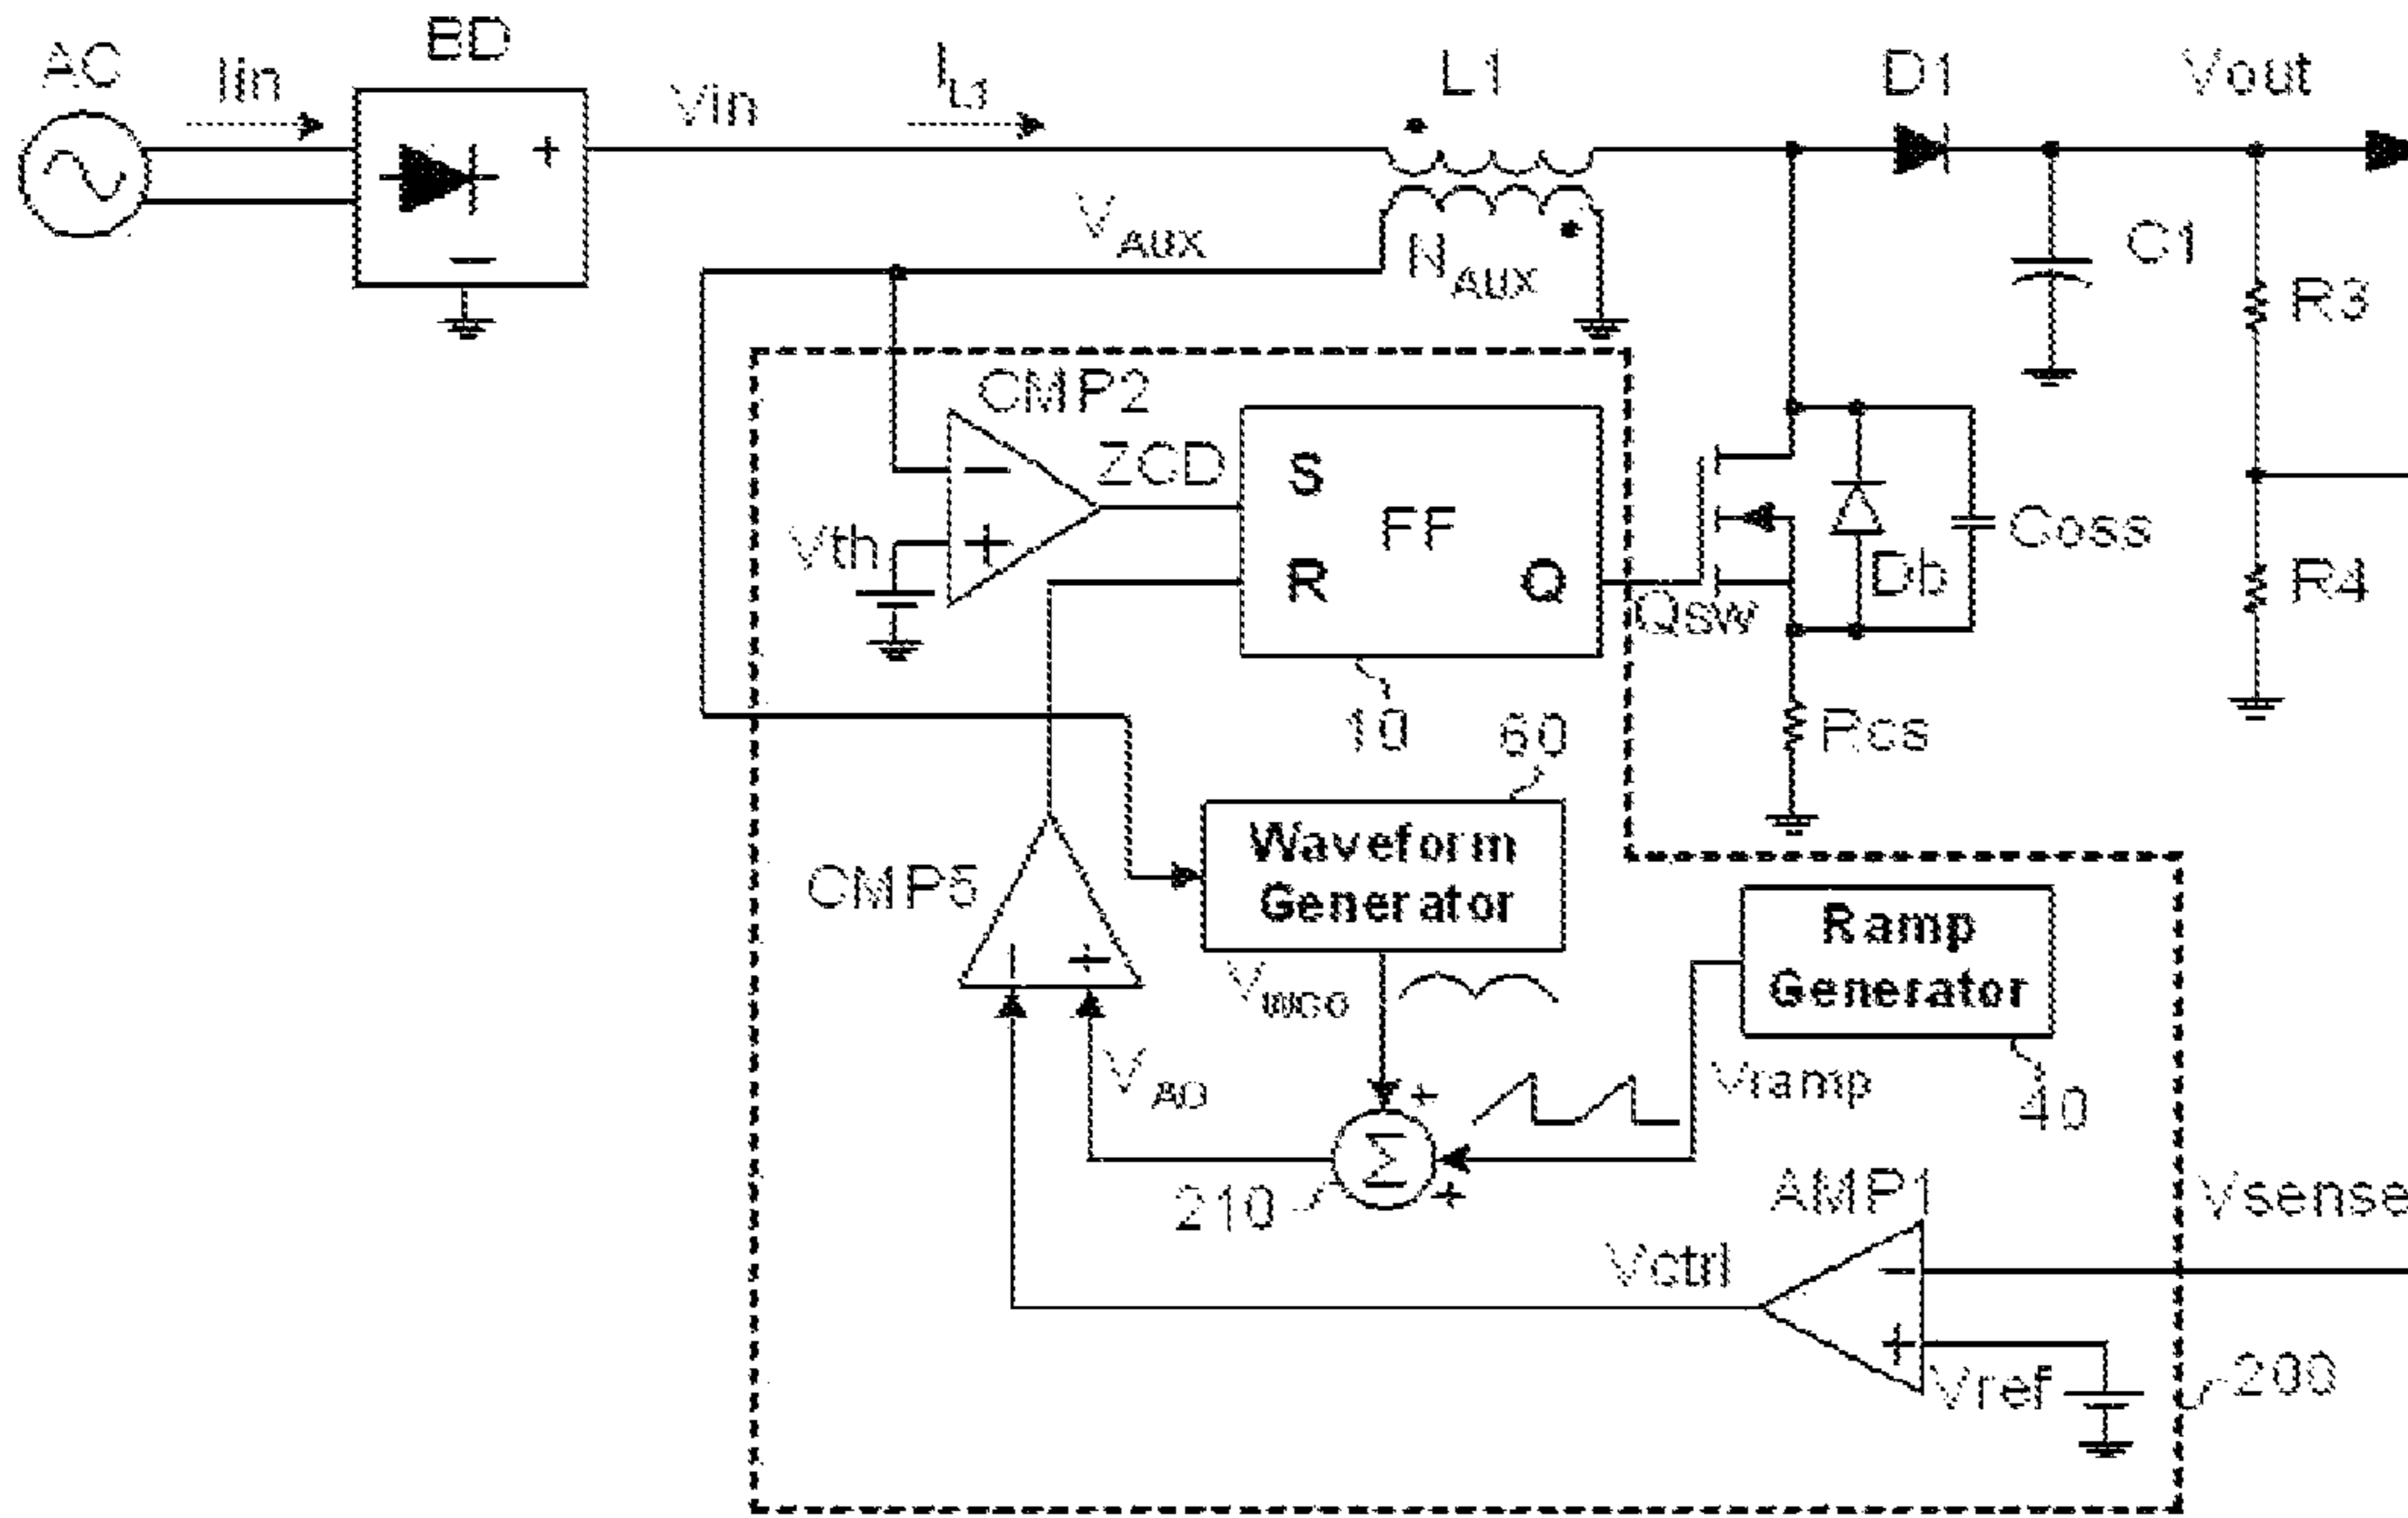 AC
Iin
BD
+
−
Vin
IL1
L1
D1
Vout
VAUX
NAUX
C1
R3
CMP2
ZCD
−
+
Vth
S
R
FF
Q
Qsw
Db
Coss
R4
10
60
Rcs
CMP5
Waveform
Generator
Ramp
Generator
−
+
VWGO
VAO
+
Vramp
40
Σ
+
210
AMP1
Vsense
Vctrl
−
+
Vref
200